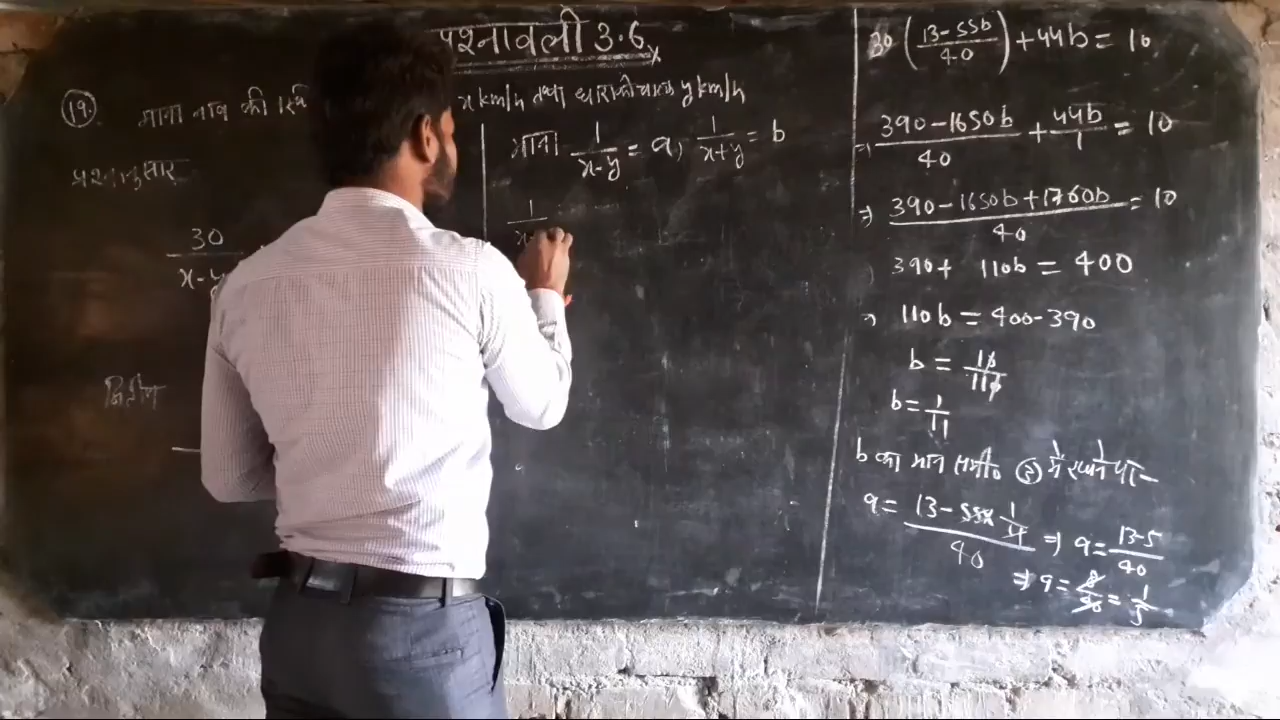 प्रश्नावली 3.6
19. माना नाव की
x km/h तथा धारा की चाल y km/h
प्रश्नानुसार
30/(x-y
माना 1/(x-y) = a, 1/(x+y) = b
1/x
30((13-55b)/40) + 44b = 10
⇒ (390-1650b)/40 + 44b/1 = 10
⇒ (390-1650b+1760b)/40 = 10
390 + 110b = 400
⇒ 110b = 400-390
b = 10/110
b = 1/11
b का मान समी० ③ में रखने पर-
a = (13-55×1/11)/40 ⇒ a = (13-5)/40
⇒ a = 8/40 = 1/5